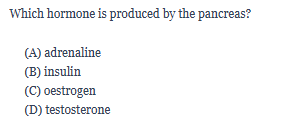 Which hormone is produced by the pancreas?
(A) adrenaline
(B) insulin
(C) oestrogen
(D) testosterone